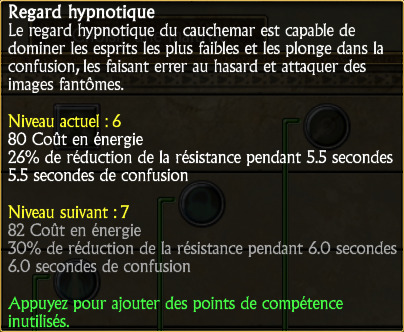 Regard hypnotique
Le regard hypnotique du cauchemar est capable de
dominer les esprits les plus faibles et les plonge dans la
confusion, les faisant errer au hasard et attaquer des
images fantômes.
Niveau actuel : 6
80 Coût en énergie
26% de réduction de la résistance pendant 5.5 secondes
5.5 secondes de confusion
Niveau suivant : 7
82 Coût en énergie
30% de réduction de la résistance pendant 6.0 secondes
6.0 secondes de confusion
Appuyez pour ajouter des points de compétence
inutilisés.